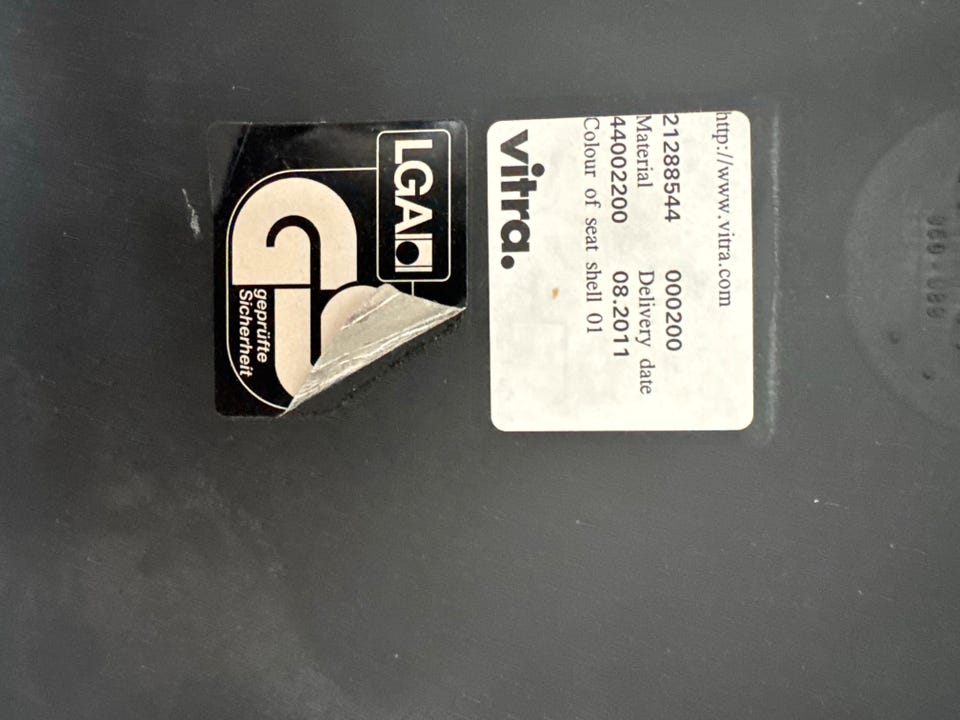 http://www.vitra.com
21288544 000200
Material Delivery date
44002200 08.2011
Colour of seat shell 01
vitra.
LGA
geprüfte
Sicherheit